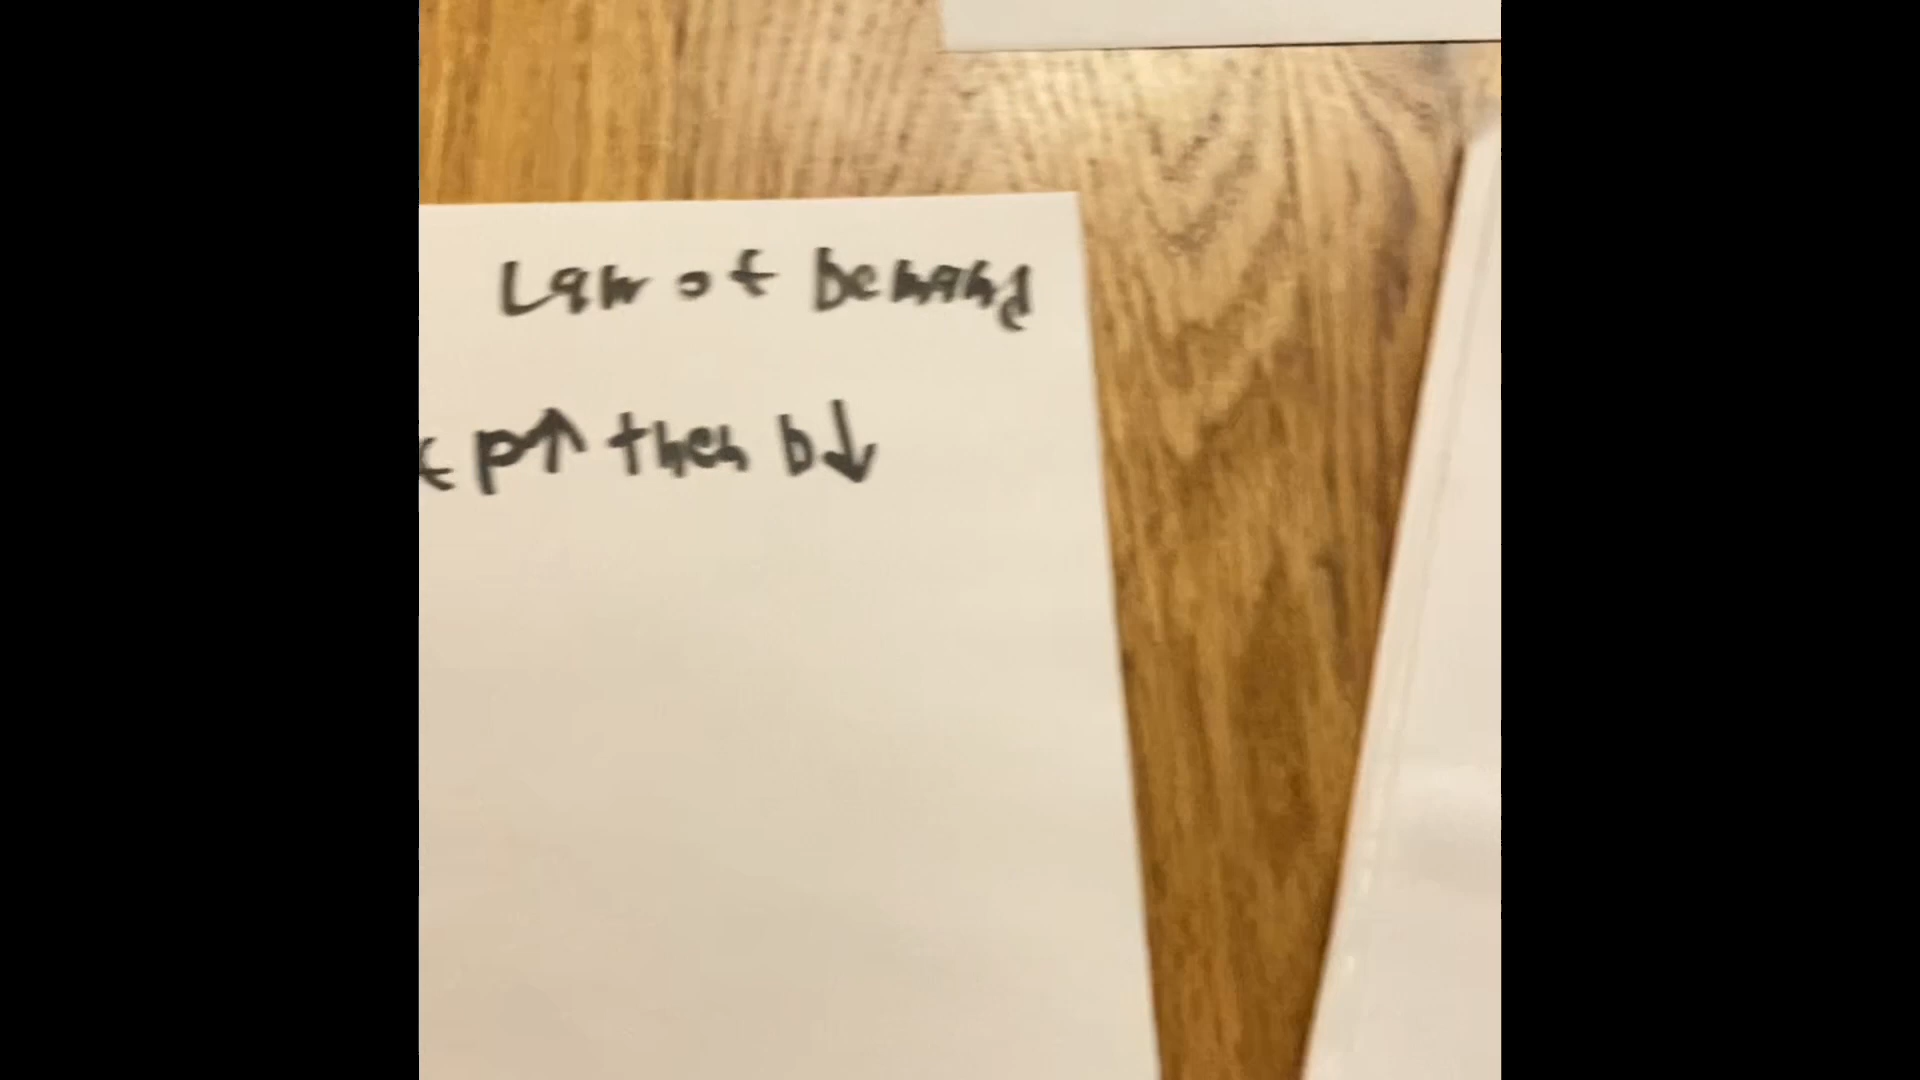 Law of Demand
P↑ then D↓